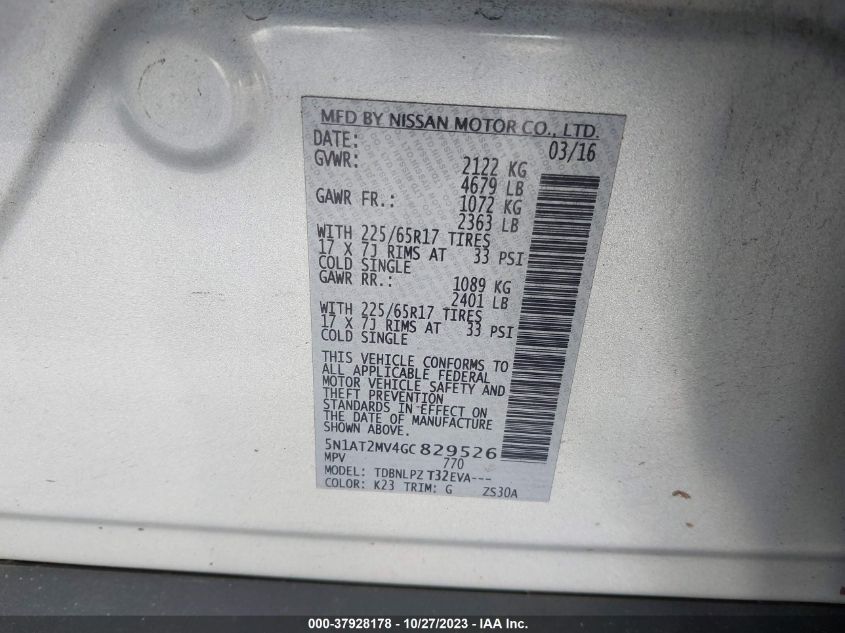 MFD BY NISSAN MOTOR CO., LTD.
DATE: 03/16
GVWR: 2122 KG
4679 LB
GAWR FR.: 1072 KG
2363 LB
WITH 225/65R17 TIRES
17 X 7J RIMS AT 33 PSI
COLD SINGLE
GAWR RR.: 1089 KG
2401 LB
WITH 225/65R17 TIRES
17 X 7J RIMS AT 33 PSI
COLD SINGLE
THIS VEHICLE CONFORMS TO
ALL APPLICABLE FEDERAL
MOTOR VEHICLE SAFETY AND
THEFT PREVENTION
STANDARDS IN EFFECT ON
THE DATE OF MANUFACTURE
SHOWN ABOVE.
5N1AT2MV4GC829526
MPV 770
MODEL: TDBNLPZ T32EVA---
COLOR: K23 TRIM: G ZS30A
000-37928178 - 10/27/2023 - IAA Inc.